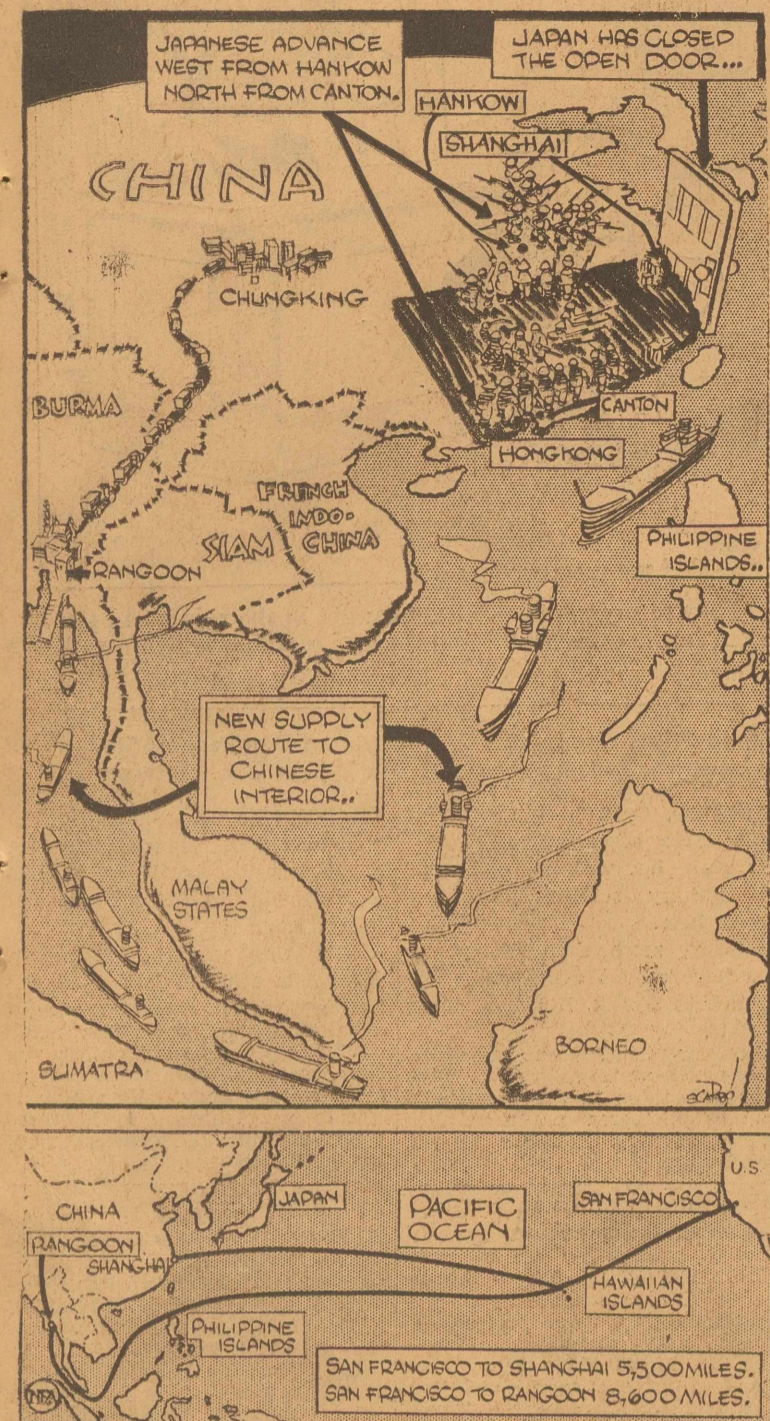 JAPANESE ADVANCE
WEST FROM HANKOW
NORTH FROM CANTON.
JAPAN HAS CLOSED
THE OPEN DOOR...
HANKOW
SHANGHAI
CHINA
CHUNGKING
BURMA
CANTON
HONGKONG
FRENCH
INDO-
CHINA
SIAM
PHILIPPINE
ISLANDS..
RANGOON
NEW SUPPLY
ROUTE TO
CHINESE
INTERIOR..
MALAY
STATES
BORNEO
SUMATRA
SCARBO
U.S.
JAPAN
PACIFIC
OCEAN
SAN FRANCISCO
CHINA
RANGOON
SHANGHAI
HAWAIIAN
ISLANDS
PHILIPPINE
ISLANDS
SAN FRANCISCO TO SHANGHAI 5,500 MILES.
SAN FRANCISCO TO RANGOON 8,600 MILES.
NEA